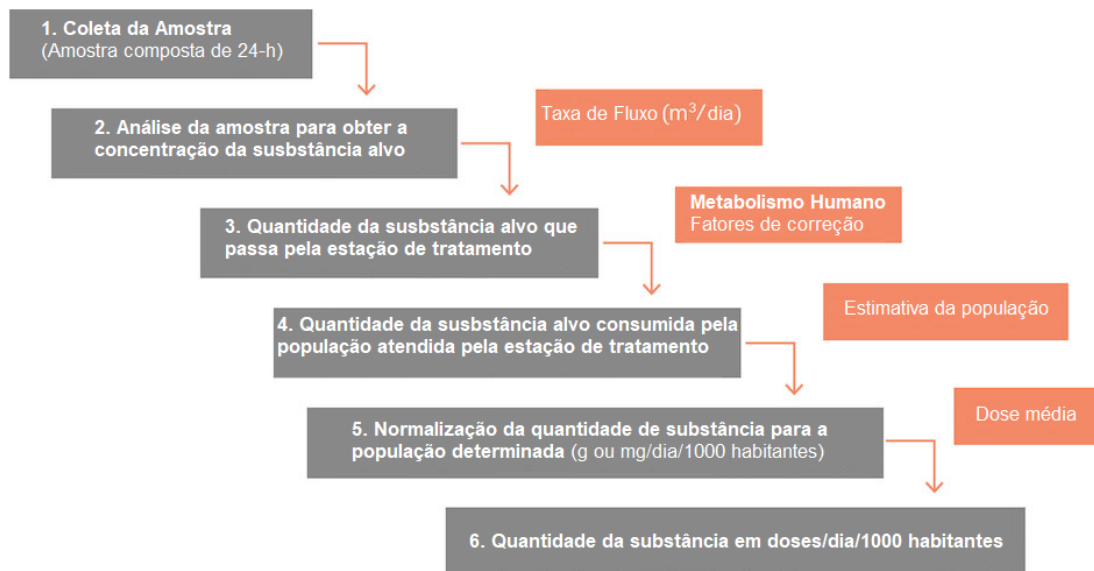 1. Coleta da Amostra
(Amostra composta de 24-h)
2. Análise da amostra para obter a
concentração da susbstância alvo
Taxa de Fluxo (m³/dia)
3. Quantidade da susbstância alvo que
passa pela estação de tratamento
Metabolismo Humano
Fatores de correção
4. Quantidade da susbstância alvo consumida pela
população atendida pela estação de tratamento
Estimativa da população
5. Normalização da quantidade de substância para a
população determinada (g ou mg/dia/1000 habitantes)
Dose média
6. Quantidade da substância em doses/dia/1000 habitantes